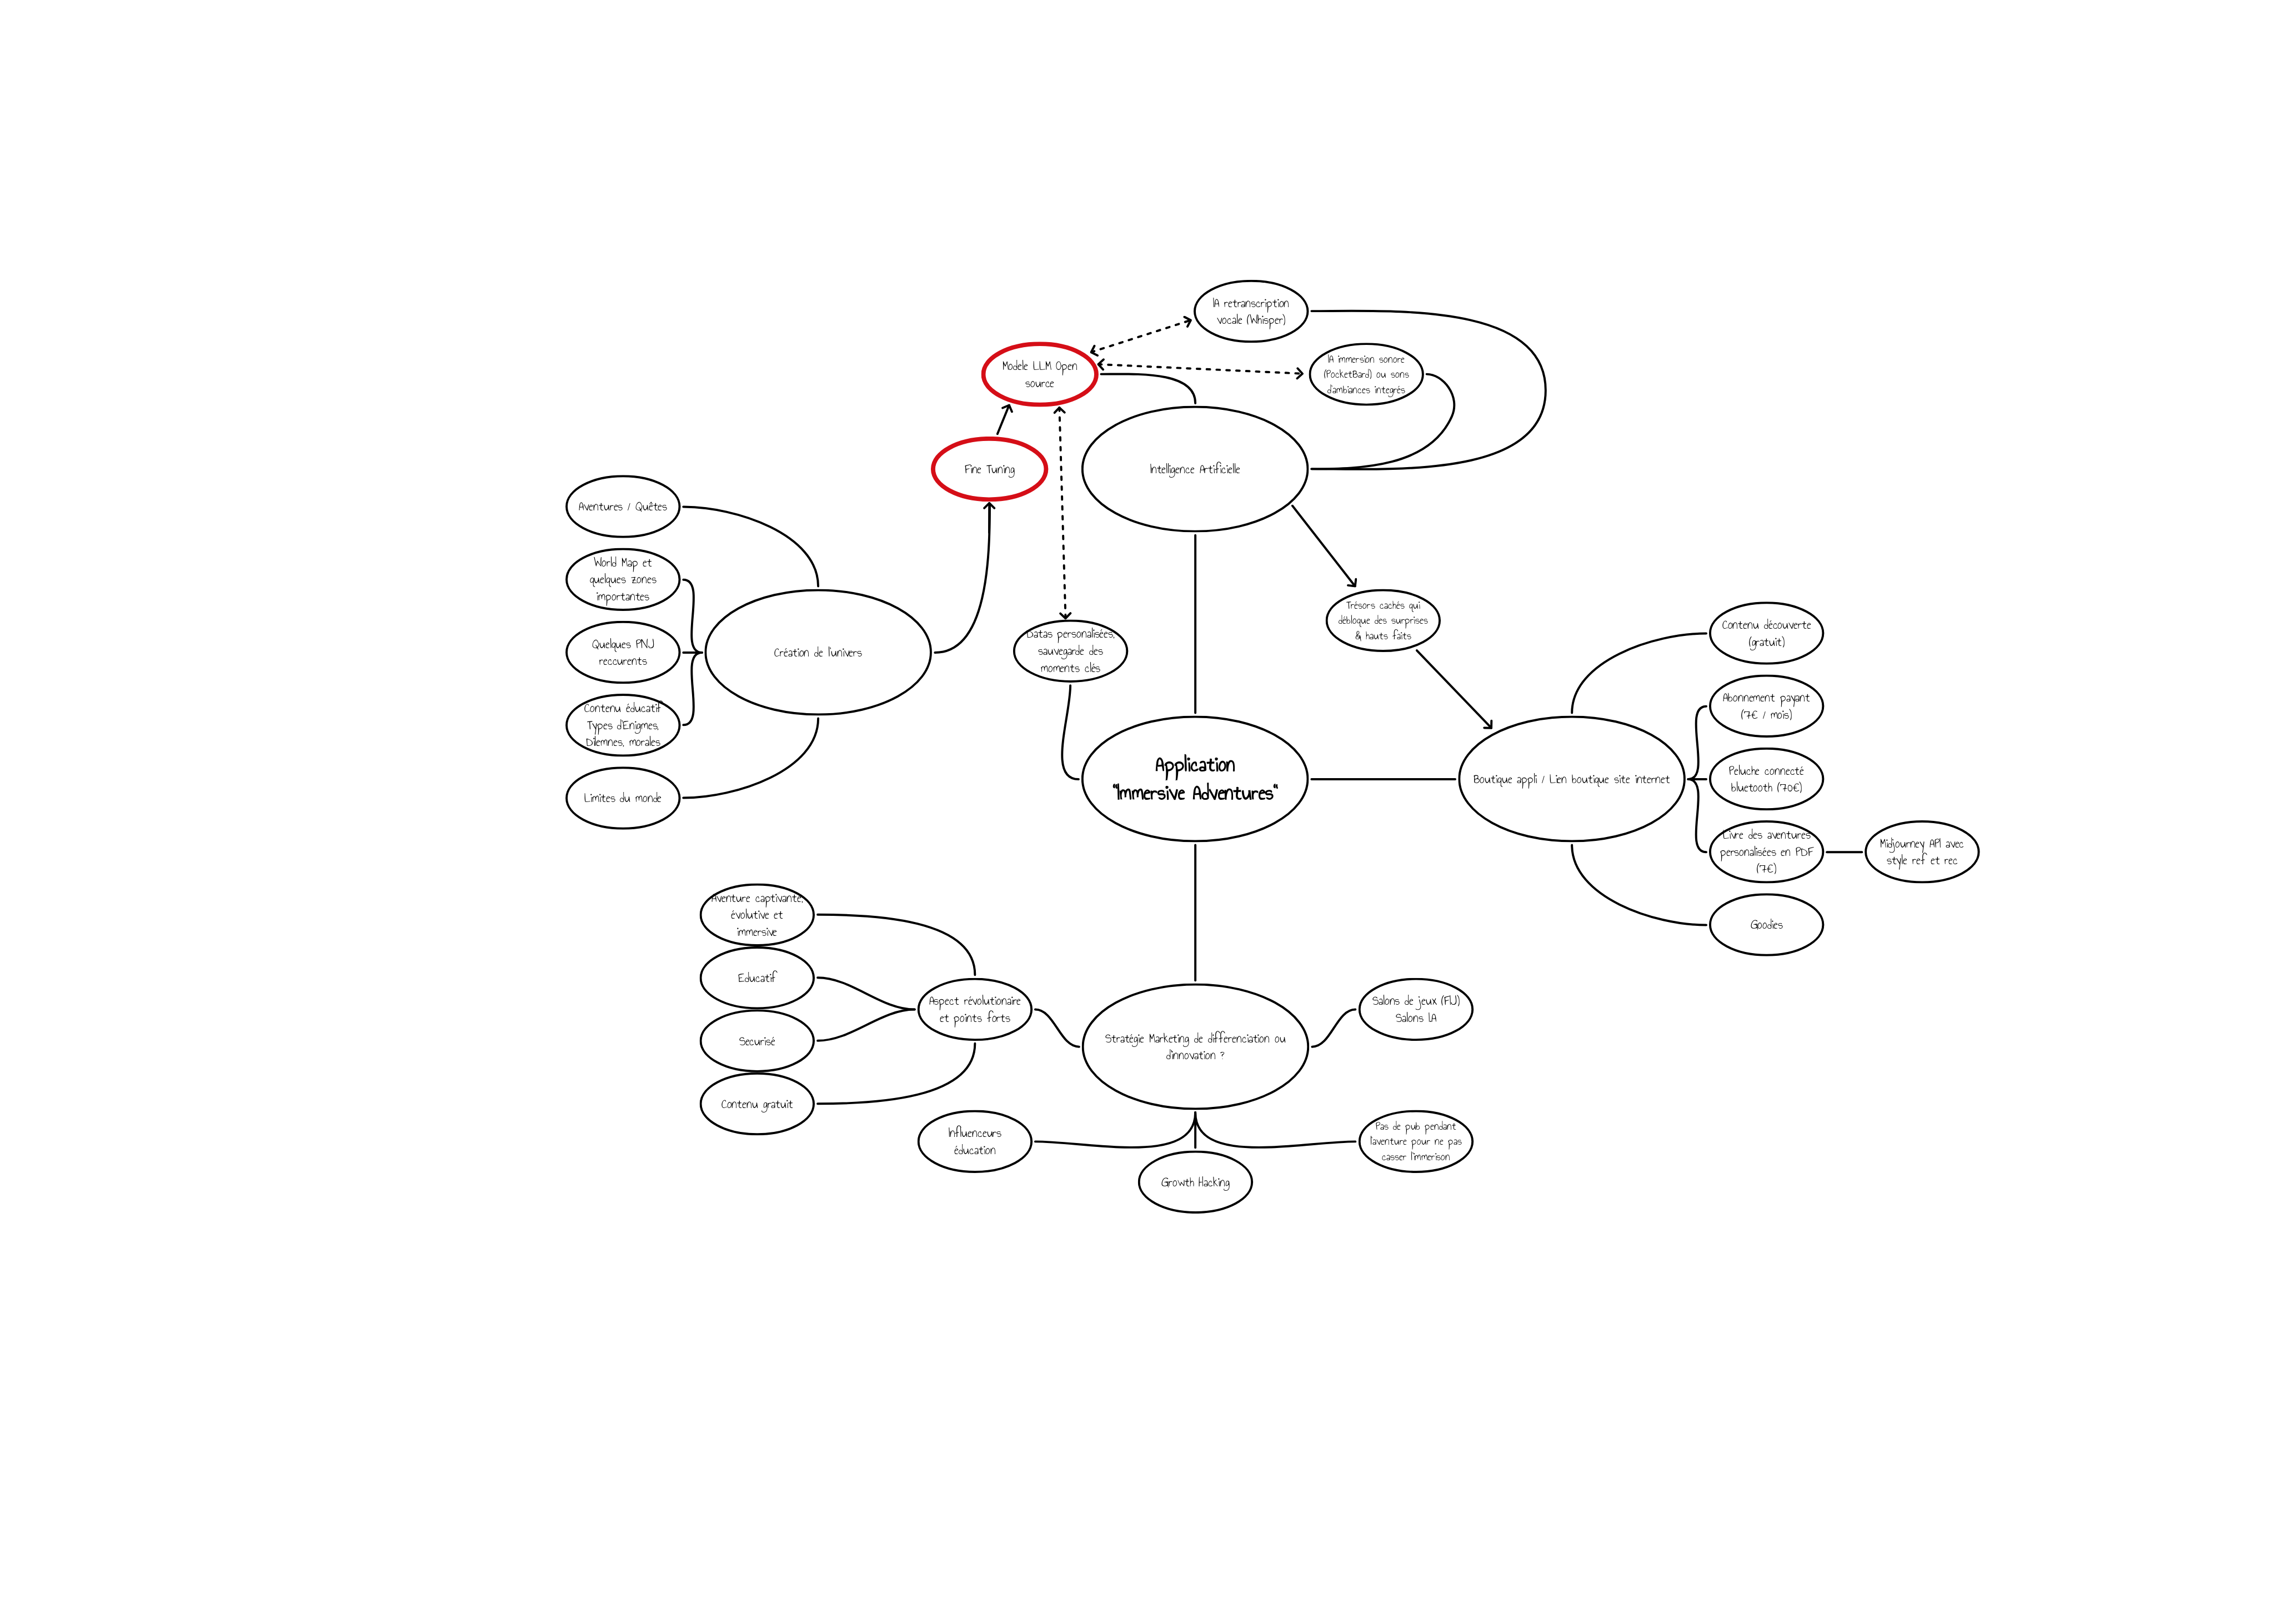 IA retranscription
vocale (Whisper)
Modele LLM Open
source
IA immersion sonore
(PocketBard) ou sons
d'ambiances integrés
Intelligence Artificielle
Fine Tuning
Aventures / Quêtes
World Map et
quelques zones
importantes
Quelques PNJ
reccurents
Contenu éducatif
Types d'Enigmes,
Dilemnes, morales
Limites du monde
Création de l'univers
Datas personalisées,
sauvegarde des
moments clés
Trésors cachés qui
débloque des surprises
& hauts faits
Application
"Immersive Adventures"
Boutique appli / Lien boutique site internet
Contenu découverte
(gratuit)
Abonnement payant
(7€ / mois)
Peluche connecté
bluetooth (70€)
Livre des aventures
personalisées en PDF
(7€)
Midjourney API avec
style ref et rec
Goodies
Aventure captivante,
évolutive et
immersive
Educatif
Securisé
Contenu gratuit
Aspect révolutionaire
et points forts
Stratégie Marketing de différenciation ou
d'innovation ?
Salons de jeux (FIJ)
Salons IA
Influenceurs
éducation
Growth Hacking
Pas de pub pendant
l'aventure pour ne pas
casser l'immerison